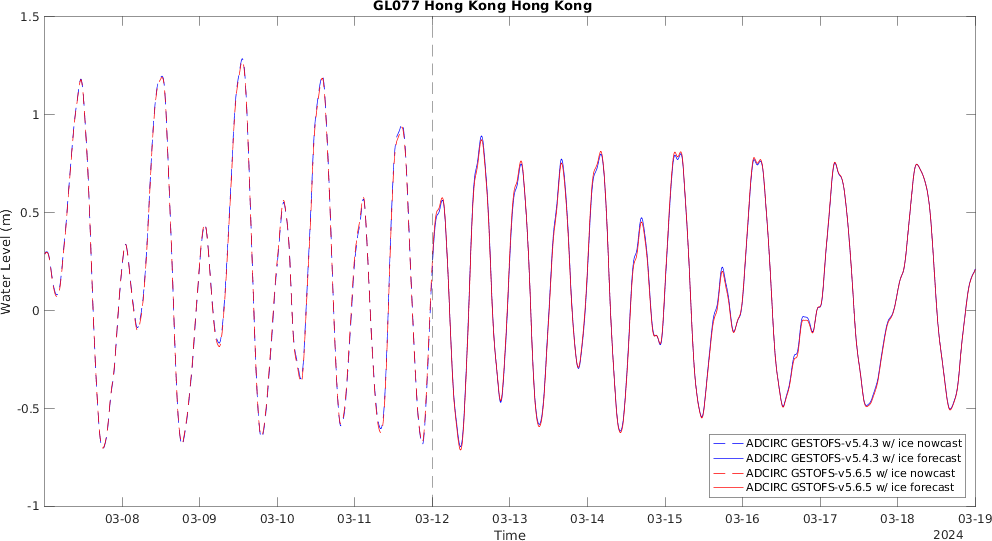 GL077 Hong Kong Hong Kong
1.5
1
0.5
0
-0.5
-1
Water Level (m)
ADCIRC GESTOFS-v5.4.3 w/ ice nowcast
ADCIRC GESTOFS-v5.4.3 w/ ice forecast
ADCIRC GSTOFS-v5.6.5 w/ ice nowcast
ADCIRC GSTOFS-v5.6.5 w/ ice forecast
03-08 03-09 03-10 03-11 03-12 03-13 03-14 03-15 03-16 03-17 03-18 03-19
Time
2024